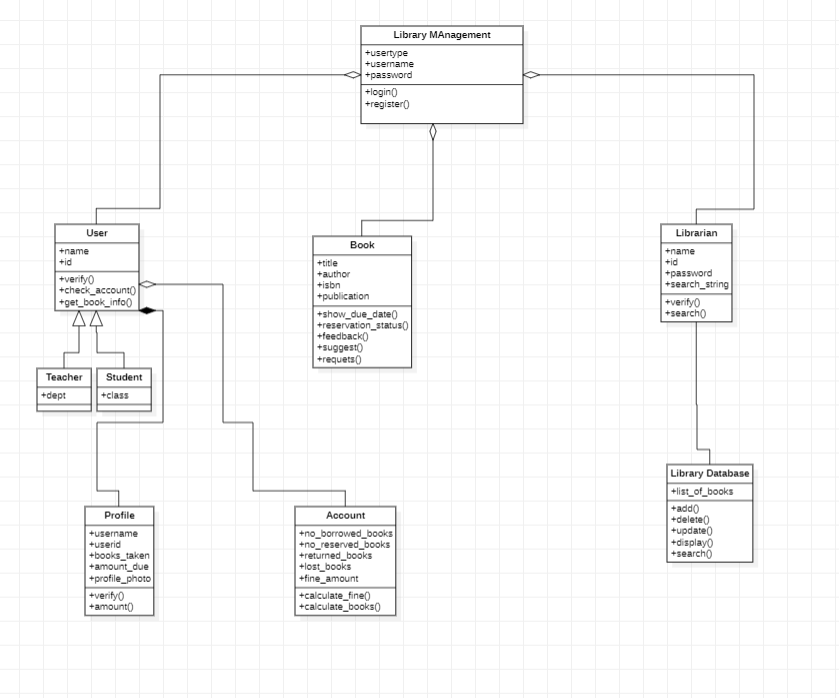 Library MAnagement
+usertype
+username
+password
+login()
+register()
User
+name
+id
+verify()
+check_account()
+get_book_info()
Book
+title
+author
+isbn
+publication
+show_due_date()
+reservation_status()
+feedback()
+suggest()
+requets()
Librarian
+name
+id
+password
+search_string
+verify()
+search()
Teacher
+dept
Student
+class
Profile
+username
+userid
+books_taken
+amount_due
+profile_photo
+verify()
+amount()
Account
+no_borrowed_books
+no_reserved_books
+returned_books
+lost_books
+fine_amount
+calculate_fine()
+calculate_books()
Library Database
+list_of_books
+add()
+delete()
+update()
+display()
+search()